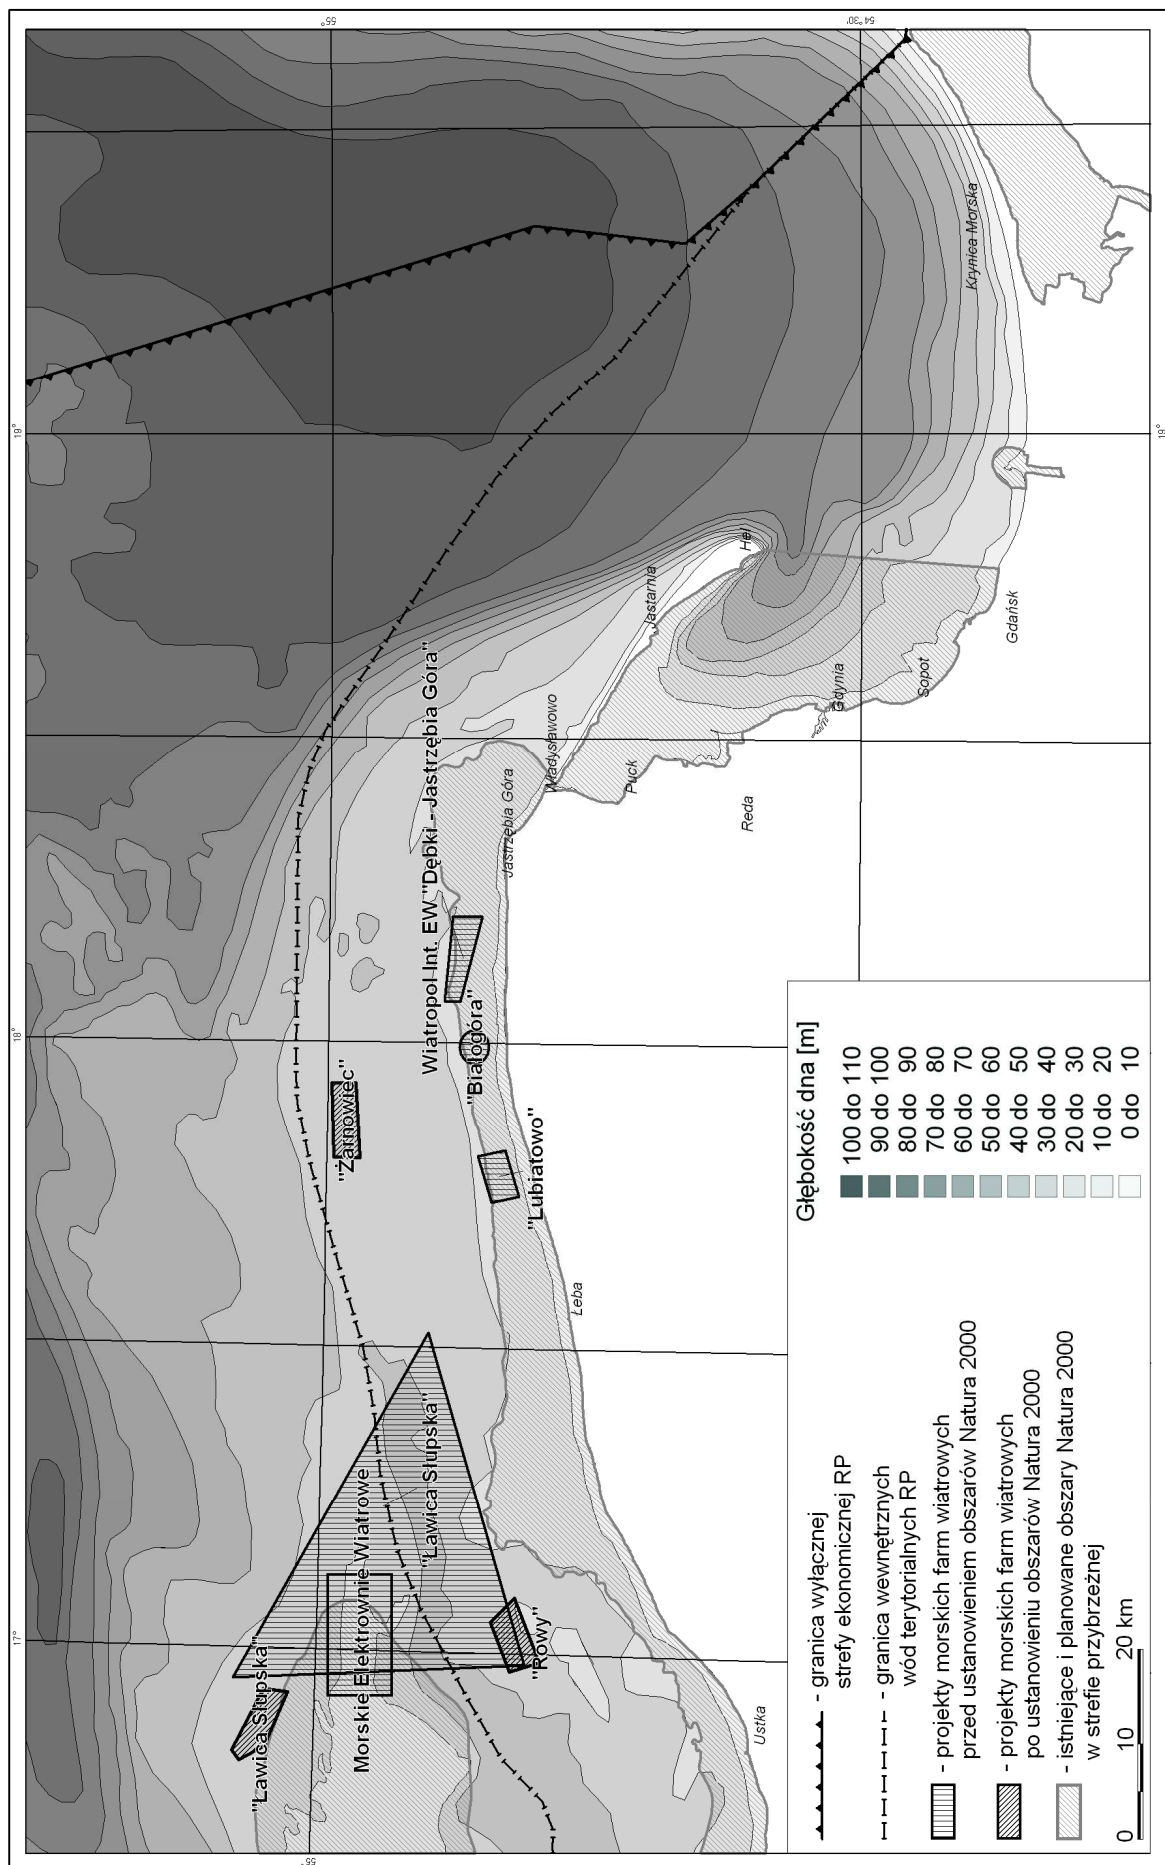 55°
54°30'
19°
18°
17°
55°
19°
"Ławica Słupska"
Morskie Elektrownie Wiatrowe
"Ławica Słupska"
"Rowy"
"Żarnowiec"
Wiatropol Int. EW "Dębki - Jastrzębia Góra"
"Białogóra"
"Lubiatowo"
Ustka
Łeba
Jastrzębia Góra
Władysławowo
Puck
Reda
Jastarnia
Hel
Gdynia
Sopot
Gdańsk
Krynica Morska
- granica wyłącznej
strefy ekonomicznej RP
- granica wewnętrznych
wód terytorialnych RP
- projekty morskich farm wiatrowych
przed ustanowieniem obszarów Natura 2000
- projekty morskich farm wiatrowych
po ustanowieniu obszarów Natura 2000
- istniejące i planowane obszary Natura 2000
w strefie przybrzeżnej
0 10 20 km
Głębokość dna [m]
100 do 110
90 do 100
80 do 90
70 do 80
60 do 70
50 do 60
40 do 50
30 do 40
20 do 30
10 do 20
0 do 10